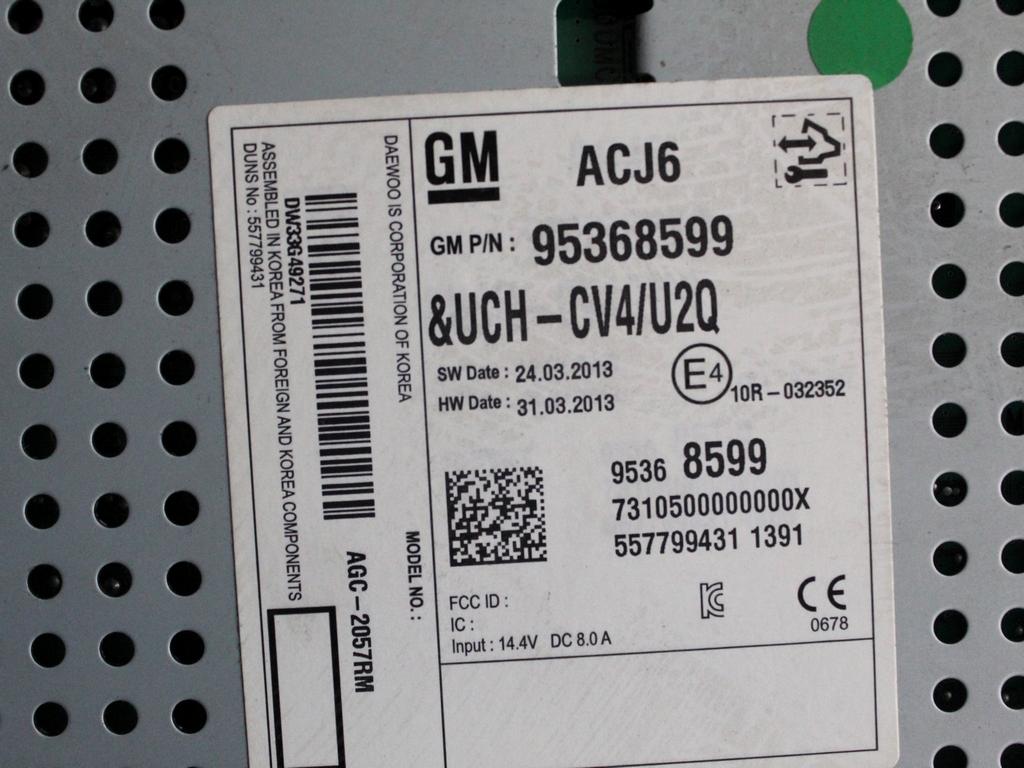 GM
ACJ6
GM P/N : 95368599
&UCH-CV4/U2Q
SW Date : 24.03.2013
HW Date : 31.03.2013
E4
10R-032352
9536 8599
7310500000000X
557799431 1391
FCC ID :
IC :
Input : 14.4V DC 8.0 A
CE
0678
DAEWOO IS CORPORATION OF KOREA
MODEL NO. :
AGC-2057RM
DW33G49271
ASSEMBLED IN KOREA FROM FOREIGN AND KOREA COMPONENTS
DUNS No : 557799431